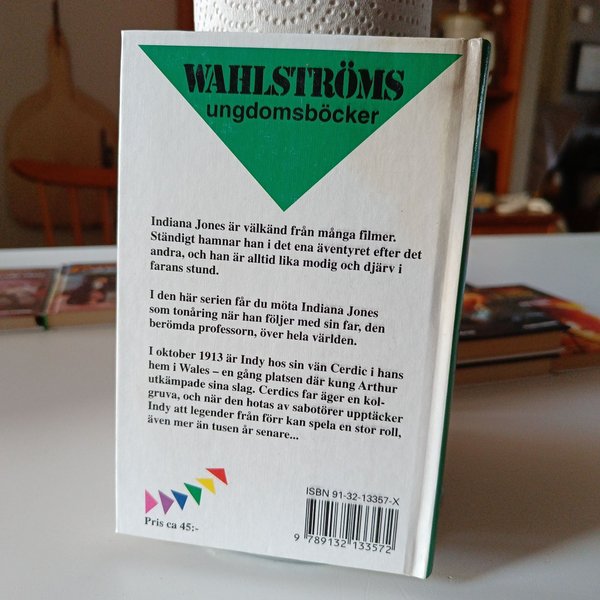 WAHLSTRÖMS
ungdomsböcker
Indiana Jones är välkänd från många filmer.
Ständigt hamnar han i det ena äventyret efter det
andra, och han är alltid lika modig och djärv i
farans stund.
I den här serien får du möta Indiana Jones
som tonåring när han följer med sin far, den
berömda professorn, över hela världen.
I oktober 1913 är Indy hos sin vän Cerdic i hans
hem i Wales – en gång platsen där kung Arthur
utkämpade sina slag. Cerdics far äger en kol-
gruva, och när den hotas av sabotörer upptäcker
Indy att legender från förr kan spela en stor roll,
även mer än tusen år senare...
Pris ca 45:-
ISBN 91-32-13357-X
9 789132 133572